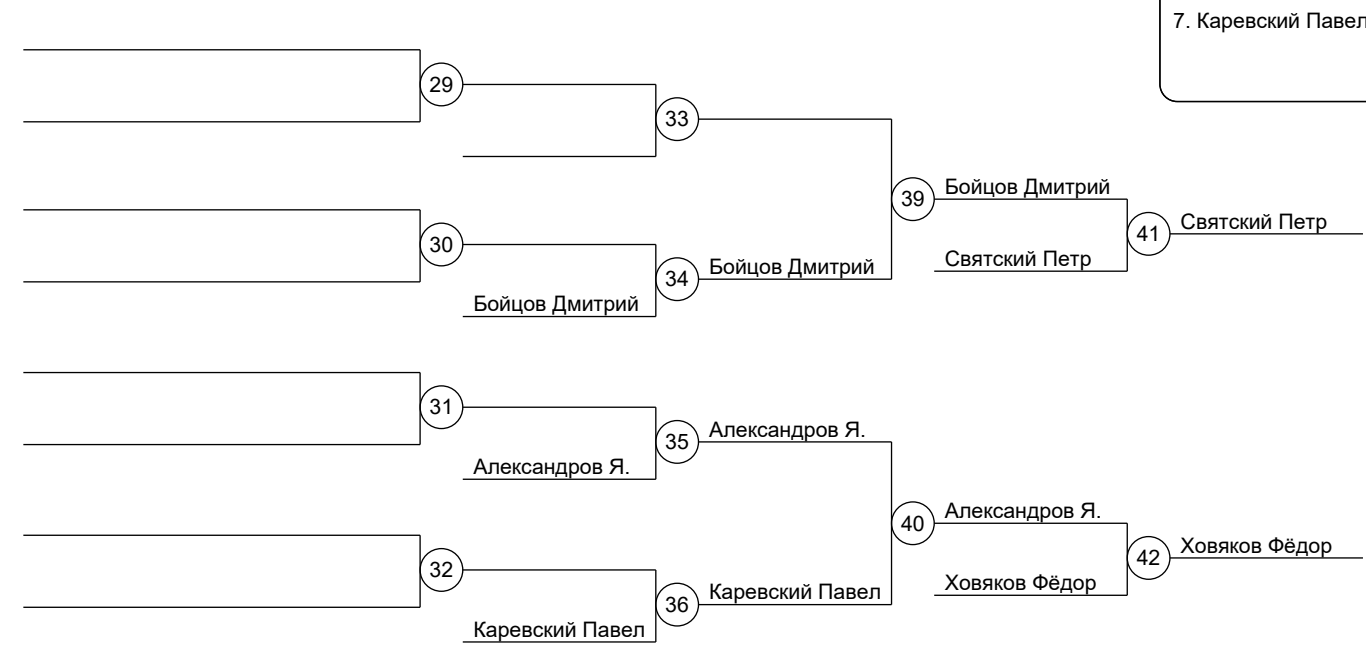 7. Каревский Павел
29
33
39
Бойцов Дмитрий
41
Святский Петр
30
Святский Петр
34
Бойцов Дмитрий
Бойцов Дмитрий
31
35
Александров Я.
Александров Я.
40
Александров Я.
42
Ховяков Фёдор
32
Ховяков Фёдор
36
Каревский Павел
Каревский Павел